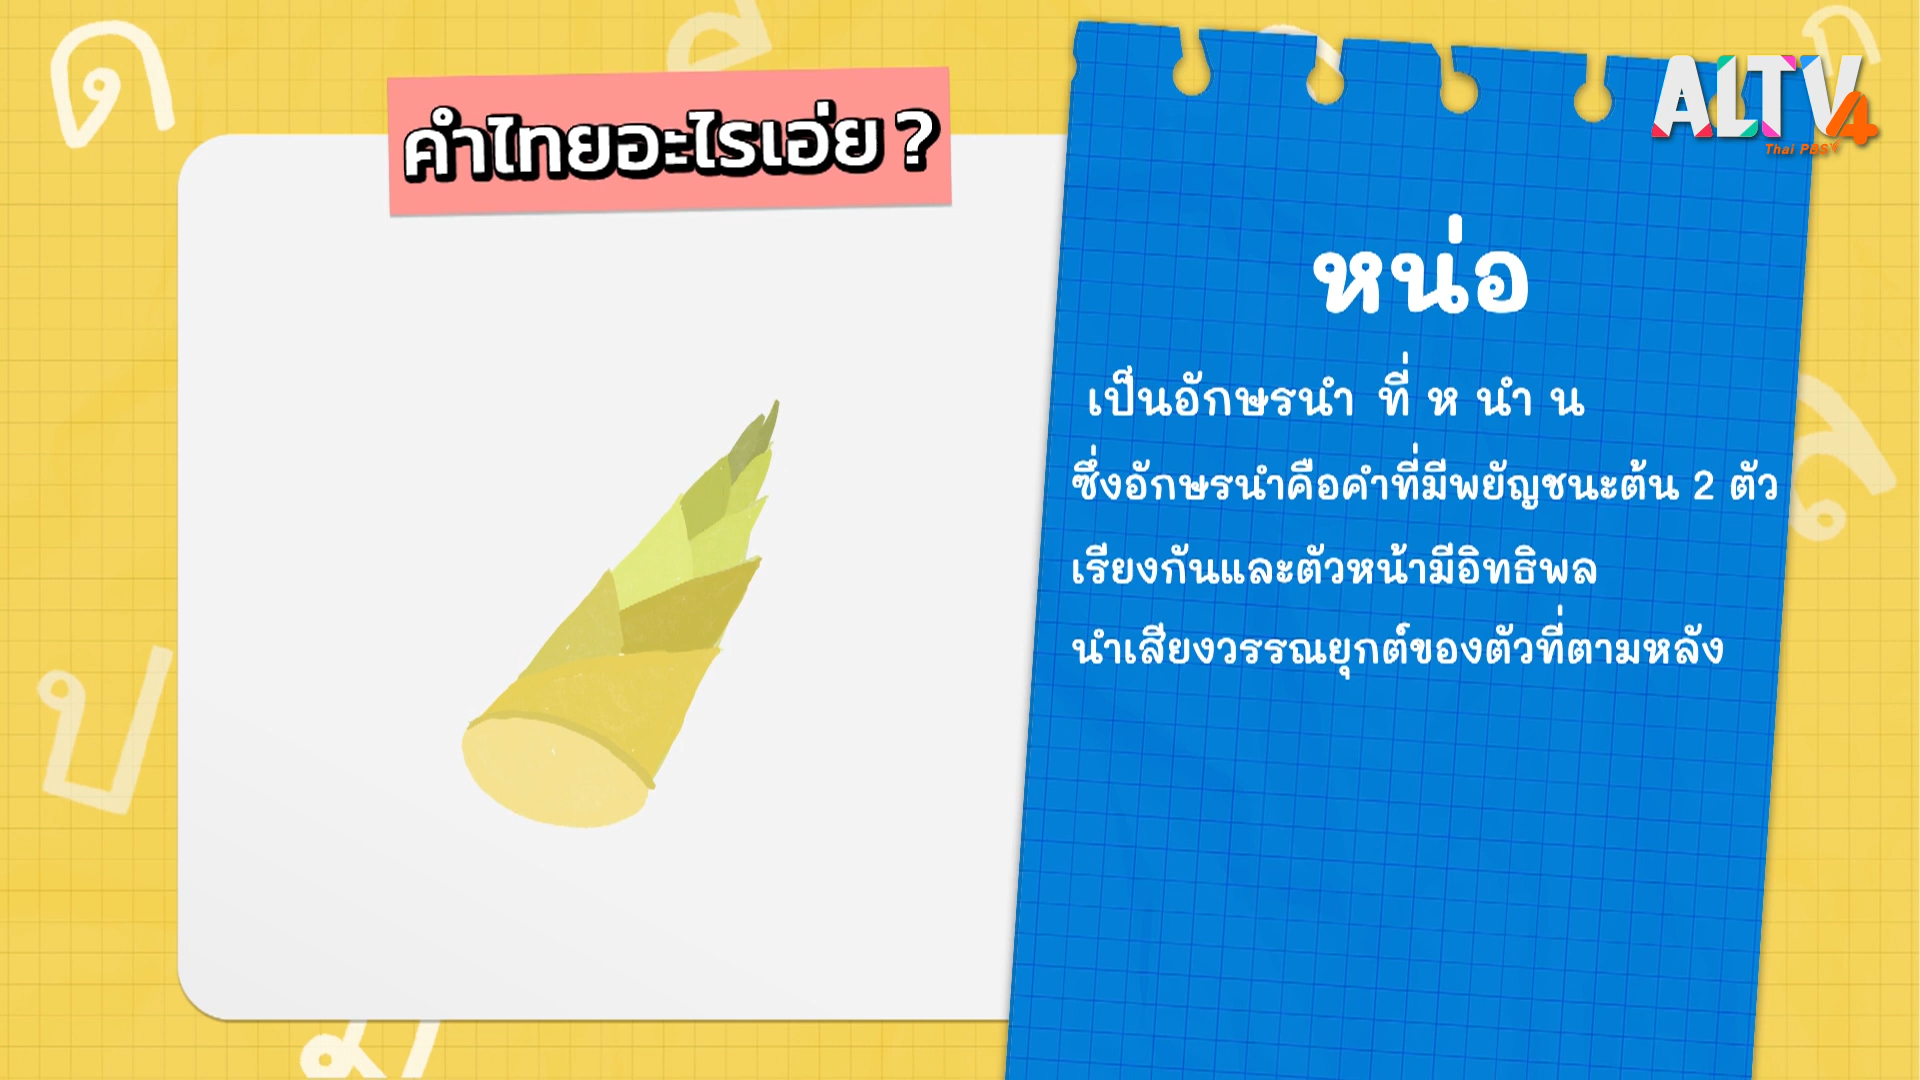 คำไทยอะไรเอ่ย ?
ALTV4
Thai PBS
หน่อ
เป็นอักษรนำ ที่ ห นำ น
ซึ่งอักษรนำคือคำที่มีพยัญชนะต้น 2 ตัว
เรียงกันและตัวหน้ามีอิทธิพล
นำเสียงวรรณยุกต์ของตัวที่ตามหลัง
ด
ป